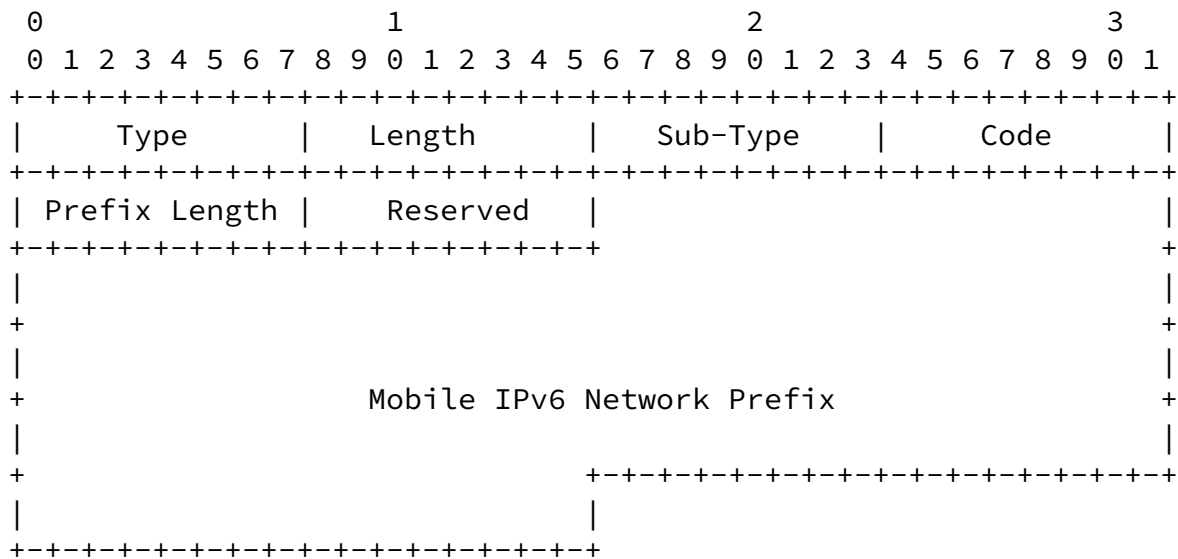 0                   1                   2                   3
 0 1 2 3 4 5 6 7 8 9 0 1 2 3 4 5 6 7 8 9 0 1 2 3 4 5 6 7 8 9 0 1
+-+-+-+-+-+-+-+-+-+-+-+-+-+-+-+-+-+-+-+-+-+-+-+-+-+-+-+-+-+-+-+-+
|     Type      |   Length      |   Sub-Type    |      Code     |
+-+-+-+-+-+-+-+-+-+-+-+-+-+-+-+-+-+-+-+-+-+-+-+-+-+-+-+-+-+-+-+-+
| Prefix Length |    Reserved   |                               |
+-+-+-+-+-+-+-+-+-+-+-+-+-+-+-+-+                               +
|                                                               |
+                                                               +
|                                                               |
+                   Mobile IPv6 Network Prefix                  +
|                                                               |
+                               +-+-+-+-+-+-+-+-+-+-+-+-+-+-+-+-+
|                               |
+-+-+-+-+-+-+-+-+-+-+-+-+-+-+-+-+